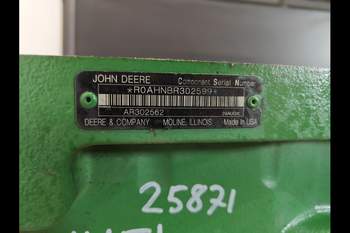 JOHN DEERE Component Serial Number
*R0AHNBR302599*
AR302562
DEERE & COMPANY MOLINE, ILLINOIS Made in USA
25871